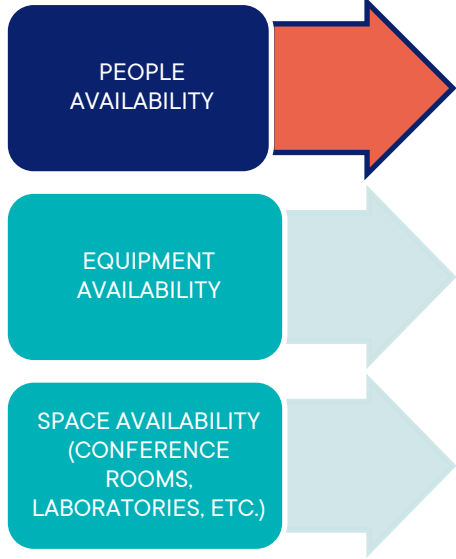 PEOPLE
AVAILABILITY
EQUIPMENT
AVAILABILITY
SPACE AVAILABILITY
(CONFERENCE
ROOMS,
LABORATORIES, ETC.)